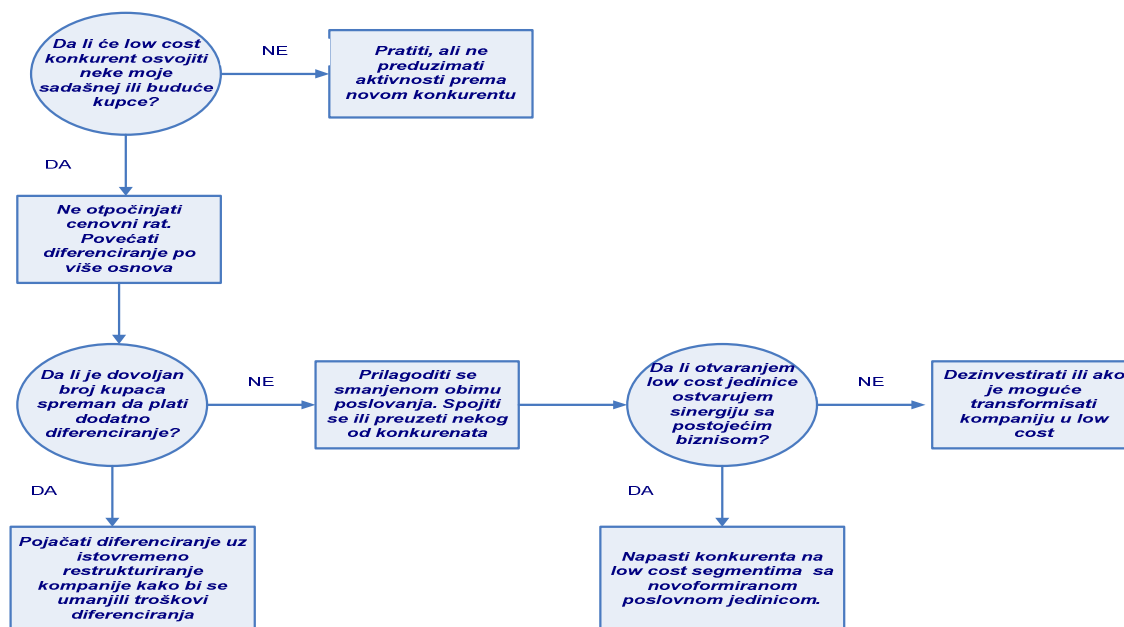 Da li će low cost
konkurent osvojiti
neke moje
sadašnej ili buduće
kupce?
NE
Pratiti, ali ne
preduzimati
aktivnosti prema
novom konkurentu
DA
Ne otpočinjati
cenovni rat.
Povećati
diferenciranje po
više osnova
Da li je dovoljan
broj kupaca
spreman da plati
dodatno
diferenciranje?
NE
Prilagoditi se
smanjenom obimu
poslovanja. Spojiti
se ili preuzeti nekog
od konkurenata
Da li otvaranjem
low cost jedinice
ostvarujem
sinergiju sa
postojećim
biznisom?
NE
Dezinvestirati ili ako
je moguće
transformisati
kompaniju u low
cost
DA
Pojačati diferenciranje uz
istovremeno
restrukturiranje
kompanije kako bi se
umanjili troškovi
diferenciranja
DA
Napasti konkurenta na
low cost segmentima sa
novoformiranom
poslovnom jedinicom.